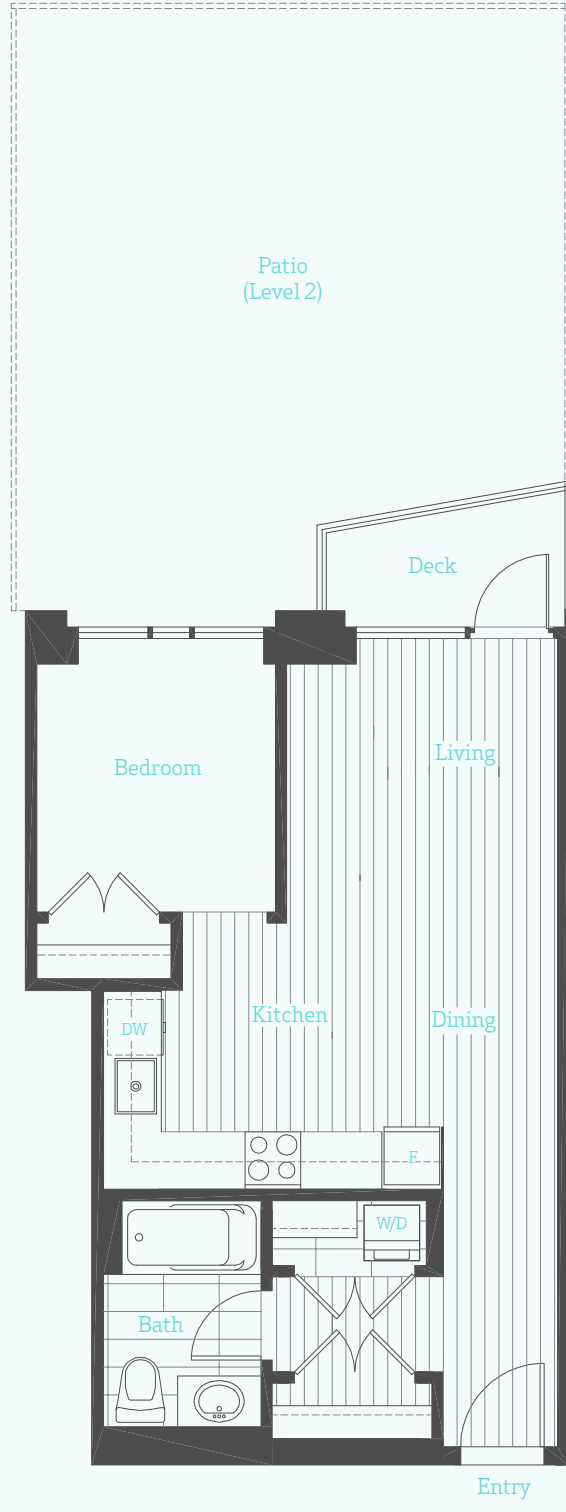 Patio
(Level 2)
Deck
Living
Bedroom
Kitchen
Dining
DW
F
W/D
Bath
Entry